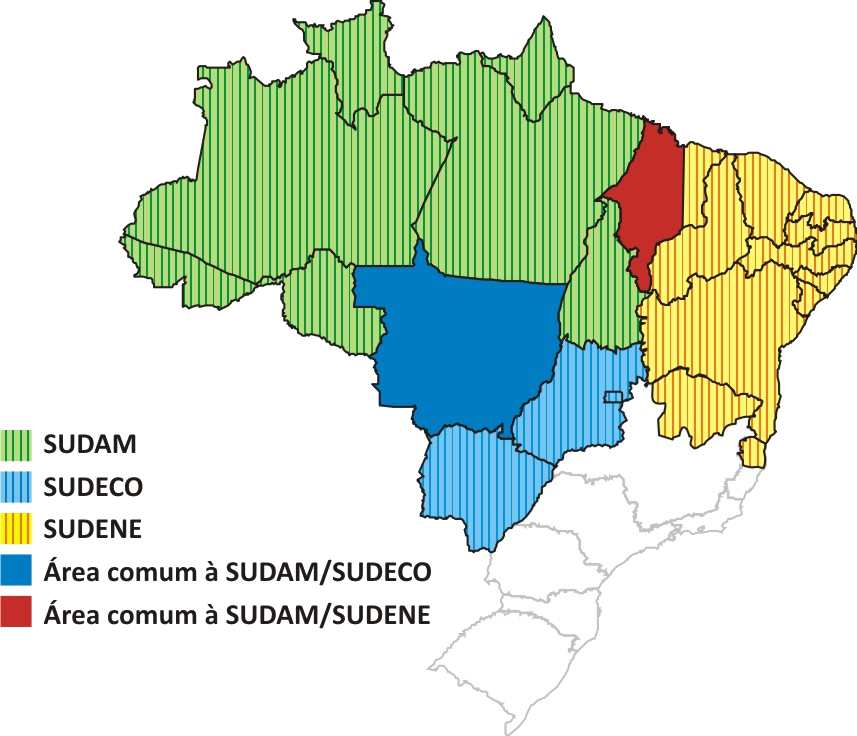 SUDAM
SUDECO
SUDENE
Área comum à SUDAM/SUDECO
Área comum à SUDAM/SUDENE